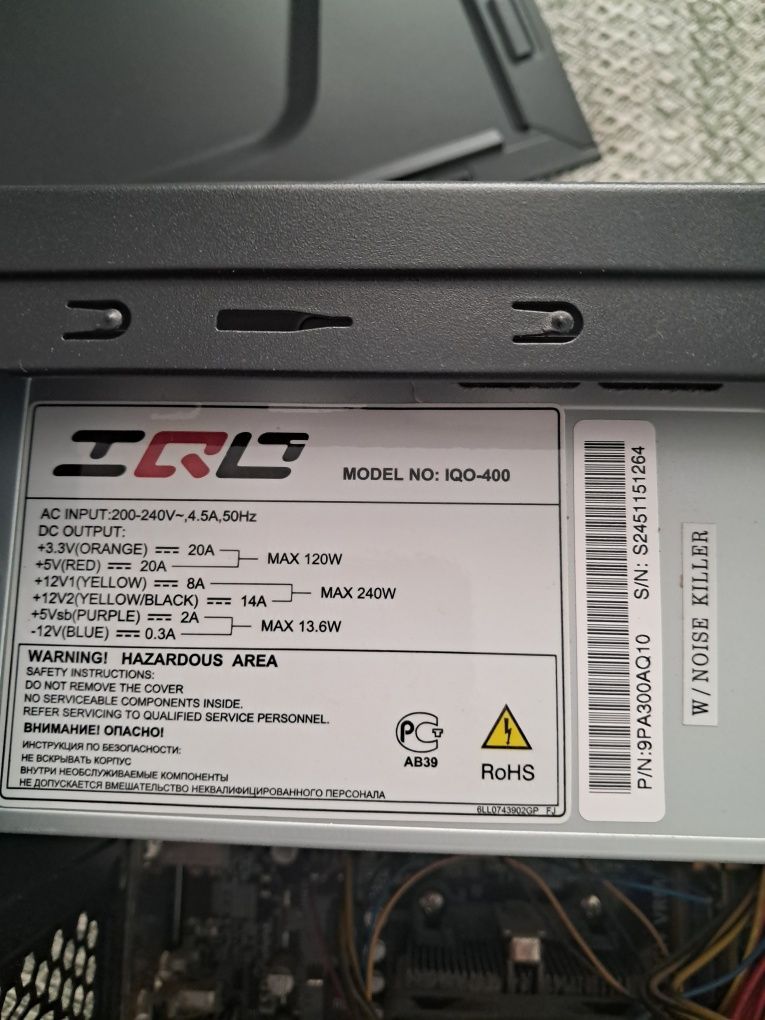 IQO
MODEL NO: IQO-400
AC INPUT:200-240V~,4.5A,50Hz
DC OUTPUT:
+3.3V(ORANGE) ⎓ 20A
+5V(RED) ⎓ 20A
MAX 120W
+12V1(YELLOW) ⎓ 8A
+12V2(YELLOW/BLACK) ⎓ 14A
MAX 240W
+5Vsb(PURPLE) ⎓ 2A
-12V(BLUE) ⎓ 0.3A
MAX 13.6W
WARNING! HAZARDOUS AREA
SAFETY INSTRUCTIONS:
DO NOT REMOVE THE COVER
NO SERVICEABLE COMPONENTS INSIDE.
REFER SERVICING TO QUALIFIED SERVICE PERSONNEL.
ВНИМАНИЕ! ОПАСНО!
ИНСТРУКЦИЯ ПО БЕЗОПАСНОСТИ:
НЕ ВСКРЫВАТЬ КОРПУС
ВНУТРИ НЕОБСЛУЖИВАЕМЫЕ КОМПОНЕНТЫ
НЕ ДОПУСКАЕТСЯ ВМЕШАТЕЛЬСТВО НЕКВАЛИФИЦИРОВАННОГО ПЕРСОНАЛА
РСТ
АВ39
RoHS
6LL0743902GP FJ
P/N:9PA300AQ10 S/N: S2451151264
W/NOISE KILLER